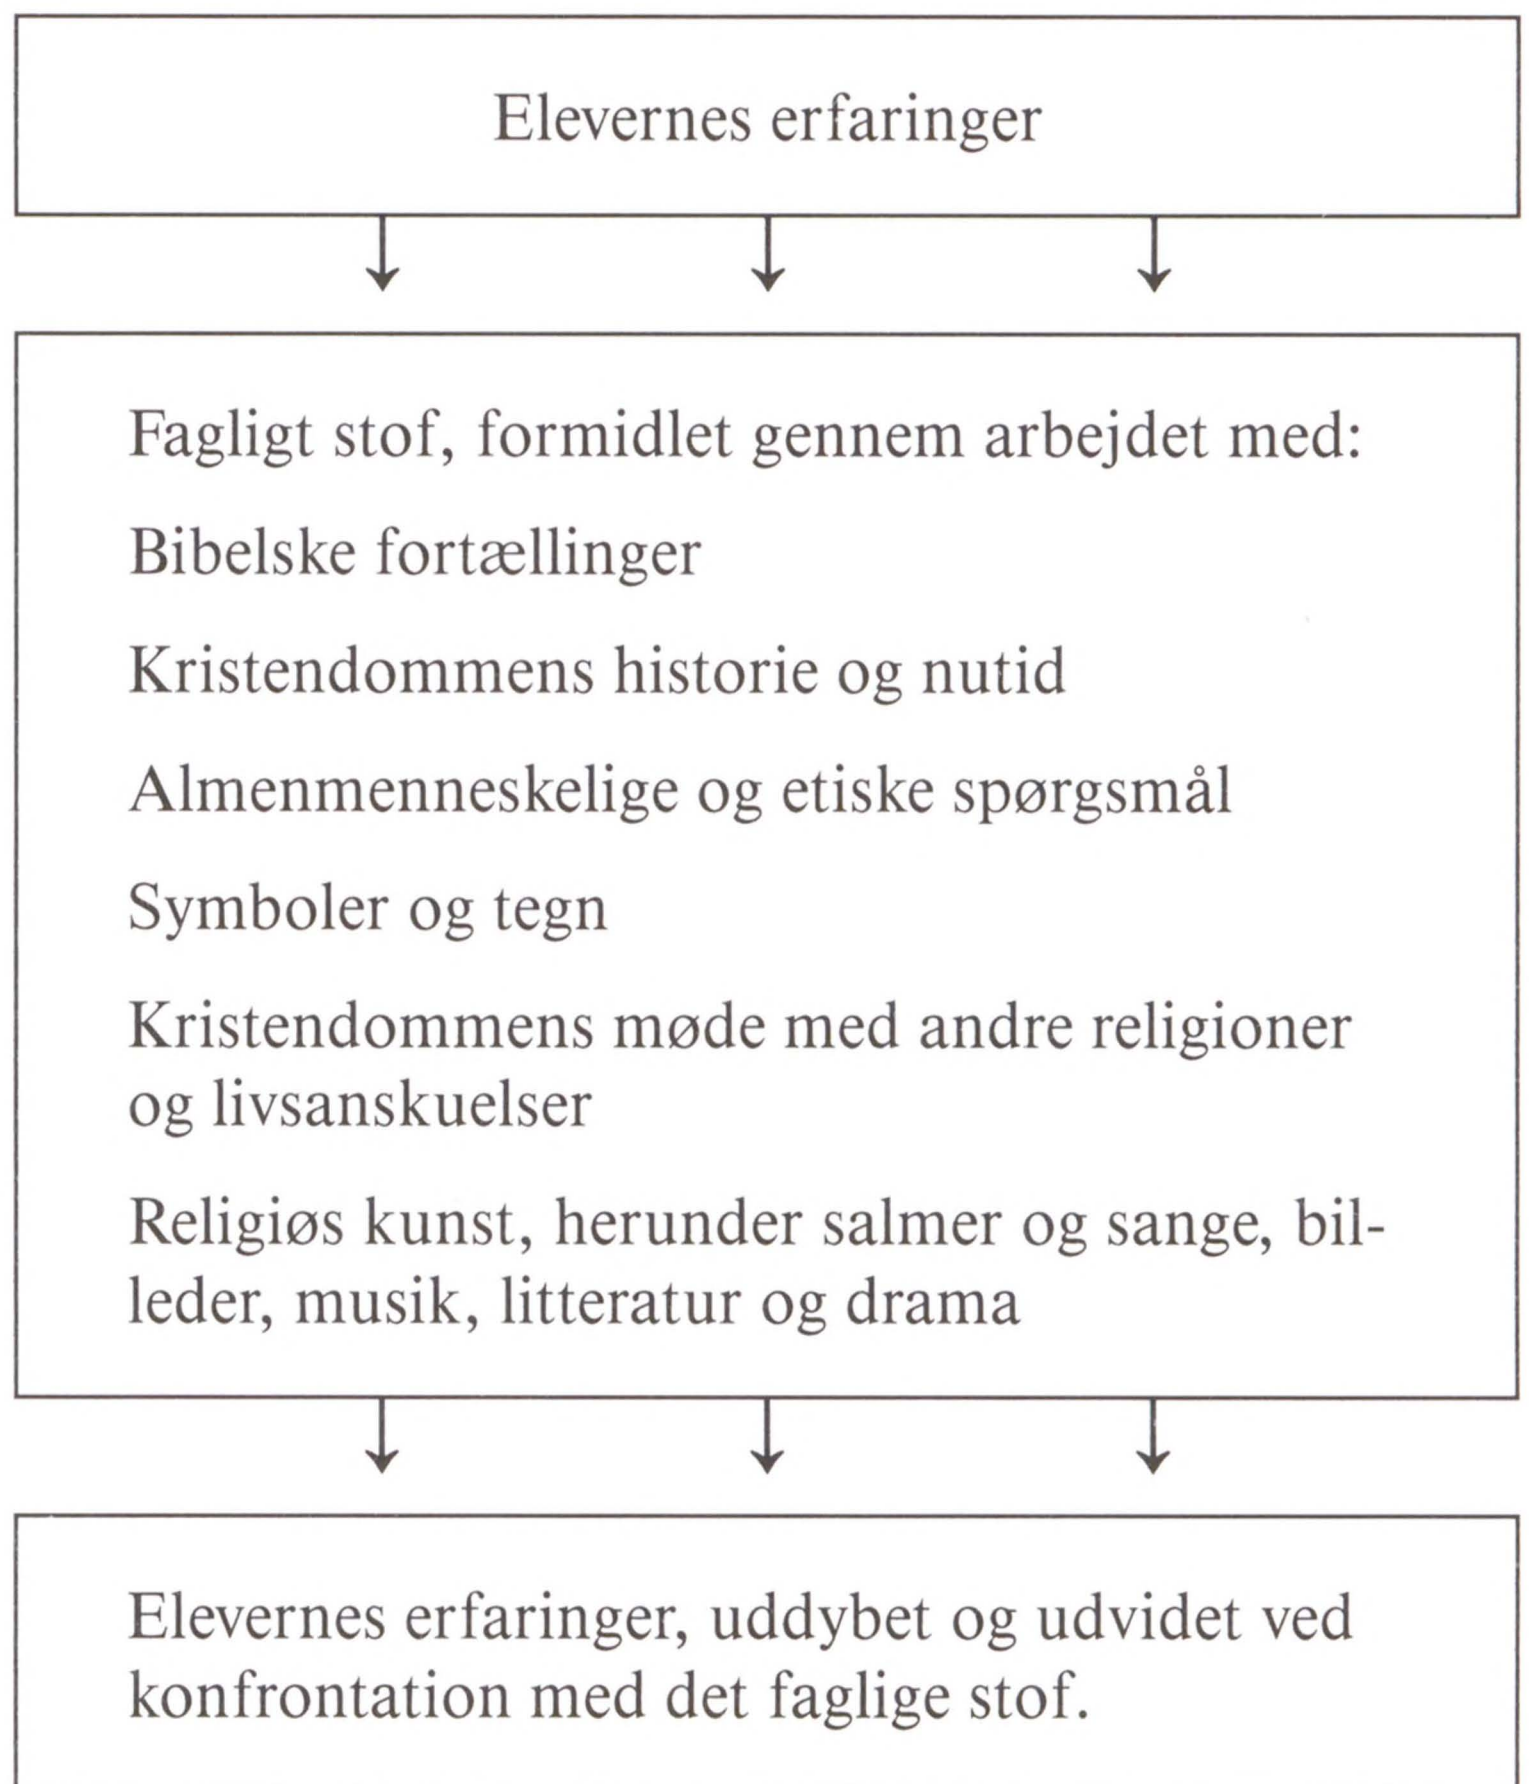 Elevernes erfaringer
Fagligt stof, formidlet gennem arbejdet med:
Bibelske fortællinger
Kristendommens historie og nutid
Almenmenneskelige og etiske spørgsmål
Symboler og tegn
Kristendommens møde med andre religioner
og livsanskuelser
Religiøs kunst, herunder salmer og sange, bil-
leder, musik, litteratur og drama
Elevernes erfaringer, uddybet og udvidet ved
konfrontation med det faglige stof.